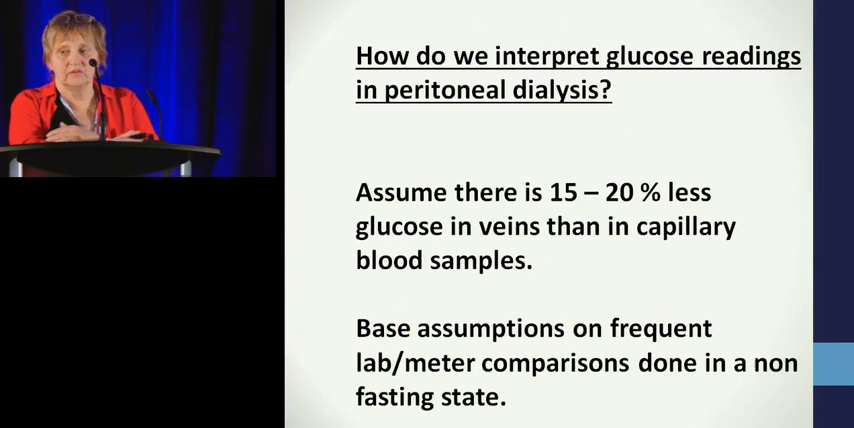 How do we interpret glucose readings
in peritoneal dialysis?
Assume there is 15 – 20 % less
glucose in veins than in capillary
blood samples.
Base assumptions on frequent
lab/meter comparisons done in a non
fasting state.